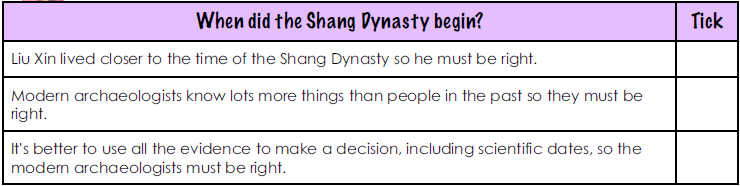 When did the Shang Dynasty begin? Tick
Liu Xin lived closer to the time of the Shang Dynasty so he must be right.
Modern archaeologists know lots more things than people in the past so they must be
right.
It's better to use all the evidence to make a decision, including scientific dates, so the
modern archaeologists must be right.